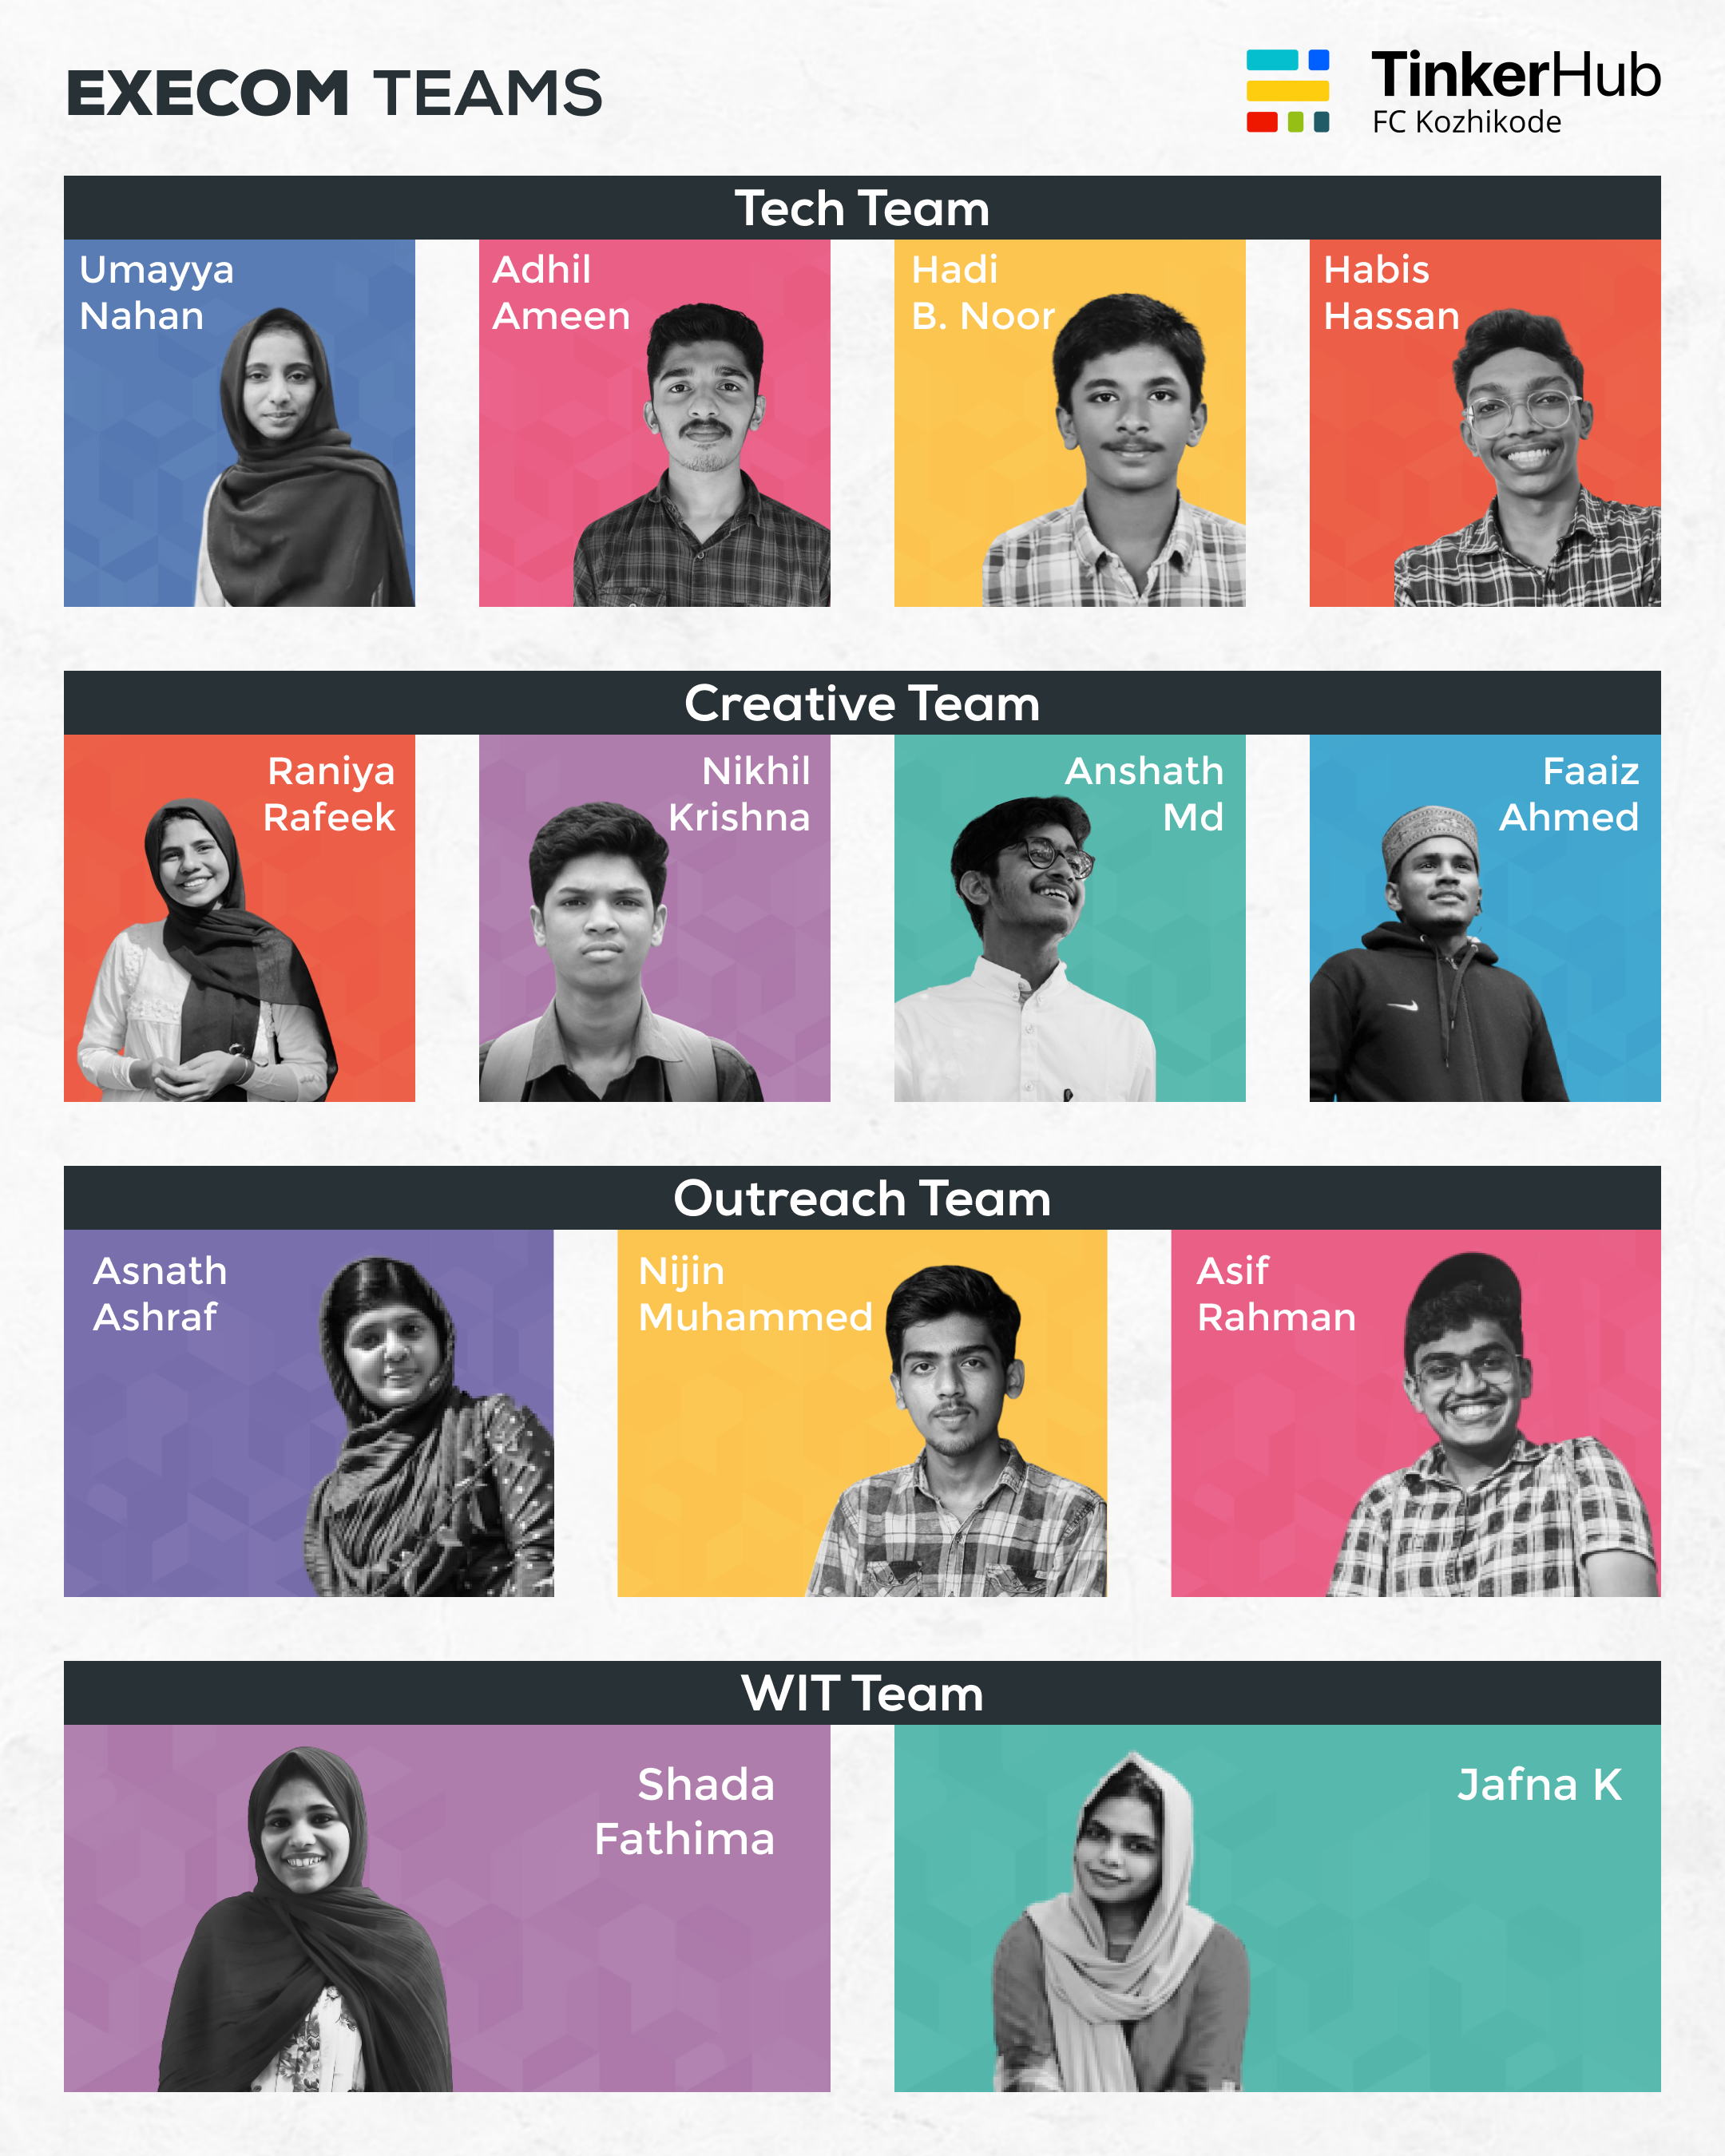 EXECOM TEAMS
TinkerHub
FC Kozhikode
Tech Team
Umayya
Nahan
Adhil
Ameen
Hadi
B. Noor
Habis
Hassan
Creative Team
Raniya
Rafeek
Nikhil
Krishna
Anshath
Md
Faaiz
Ahmed
Outreach Team
Asnath
Ashraf
Nijin
Muhammed
Asif
Rahman
WIT Team
Shada
Fathima
Jafna K